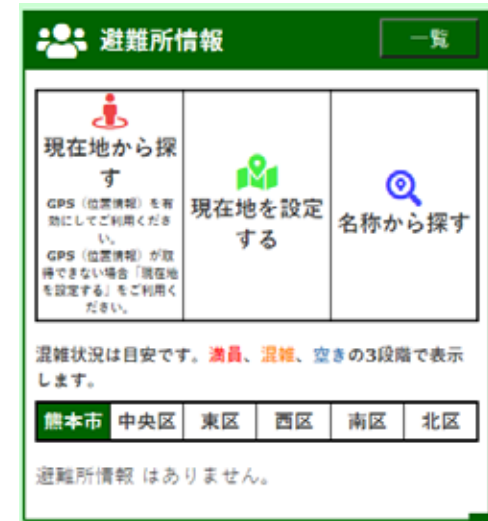 避難所情報
一覧
現在地から探
す
GPS（位置情報）を有
効にしてご利用くださ
い。
GPS（位置情報）が取
得できない場合「現在地
を設定する」をご利用く
ださい。
現在地を設定
する
名称から探す
混雑状況は目安です。満員、混雑、空きの3段階で表示
します。
熊本市 中央区 東区 西区 南区 北区
避難所情報 はありません。